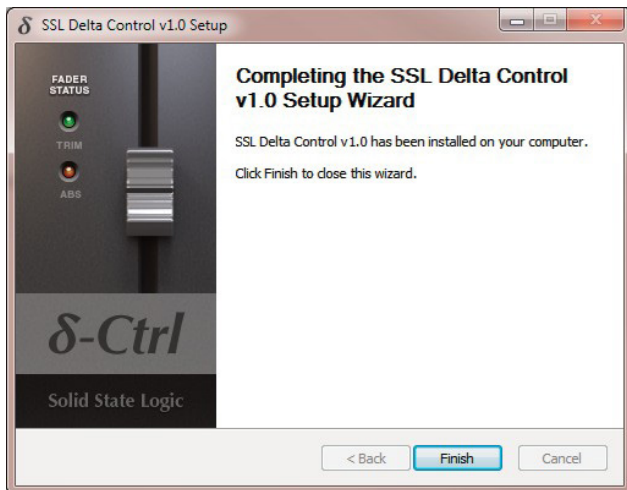 δ SSL Delta Control v1.0 Setup
FADER
STATUS
TRIM
ABS
δ-Ctrl
Solid State Logic
Completing the SSL Delta Control
v1.0 Setup Wizard
SSL Delta Control v1.0 has been installed on your computer.
Click Finish to close this wizard.
< Back
Finish
Cancel